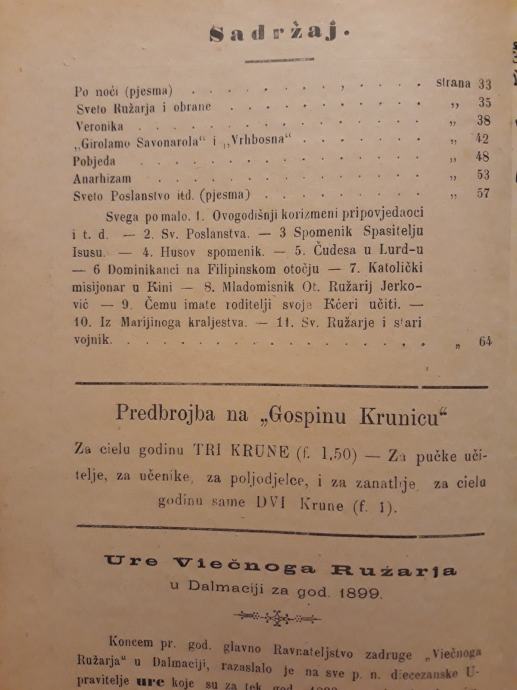 Sadržaj.
Po noći (pjesma) . . . . . . . . strana 33
Sveto Ružarja i obrane . . . . . . . „ 35
Veronika . . . . . . . . . . „ 38
„Girolamo Savonarola“ i „Vrhbosna“ . . . . . „ 42
Pobjeda . . . . . . . . . . „ 48
Anarhizam . . . . . . . . . . „ 53
Sveto Poslanstvo itd. (pjesma) . . . . . . „ 57
Svega po malo. 1. Ovogodišnji korizmeni pripovjedaoci
i t. d. — 2. Sv. Poslanstva. — 3 Spomenik Spasitelju
Isusu. — 4. Husov spomenik. — 5. Čudesa u Lurd-u
— 6 Dominikanci na Filipinskom otočju — 7. Katolički
misijonar u Kini — 8. Mladomisnik Ot. Ružarij Jerko-
vić — 9. Čemu imate roditelji svoje Kćeri učiti. —
10. Iz Marijinoga kraljestva. — 11. Sv. Ružarje i stari
vojnik. . . . . . . . . . . . . „ 64
Predbrojba na „Gospinu Krunicu“
Za cielu godinu TRI KRUNE (f. 1,50) — Za pučke uči-
telje, za učenike, za poljodjelce, i za zanatlije, za cielu
godinu same DVI Krune (f. 1).
Ure Viečnoga Ružarja
u Dalmaciji za god. 1899.
Koncem pr. god. glavno Ravnateljstvo zadruge „Viečnoga
Ružarja“ u Dalmaciji, razaslalo je na sve p. n. diecezanske U-
pravitelje ure koje su za tek. god.